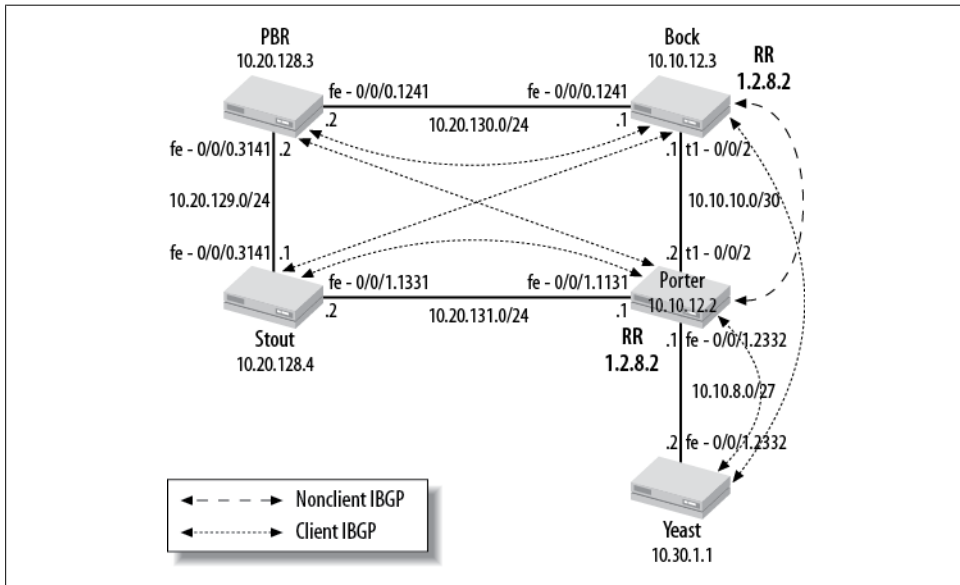 PBR
10.20.128.3
Bock
10.10.12.3
RR
1.2.8.2
fe - 0/0/0.1241
fe - 0/0/0.1241
.2
10.20.130.0/24
.1
fe - 0/0/0.3141
.2
.1
t1 - 0/0/2
10.20.129.0/24
10.10.10.0/30
fe - 0/0/0.3141
.1
.2
t1 - 0/0/2
fe - 0/0/1.1331
fe - 0/0/1.1131
Porter
10.10.12.2
.2
10.20.131.0/24
.1
Stout
10.20.128.4
RR
1.2.8.2
.1
fe - 0/0/1.2332
10.10.8.0/27
.2
fe - 0/0/1.2332
Nonclient IBGP
Client IBGP
Yeast
10.30.1.1